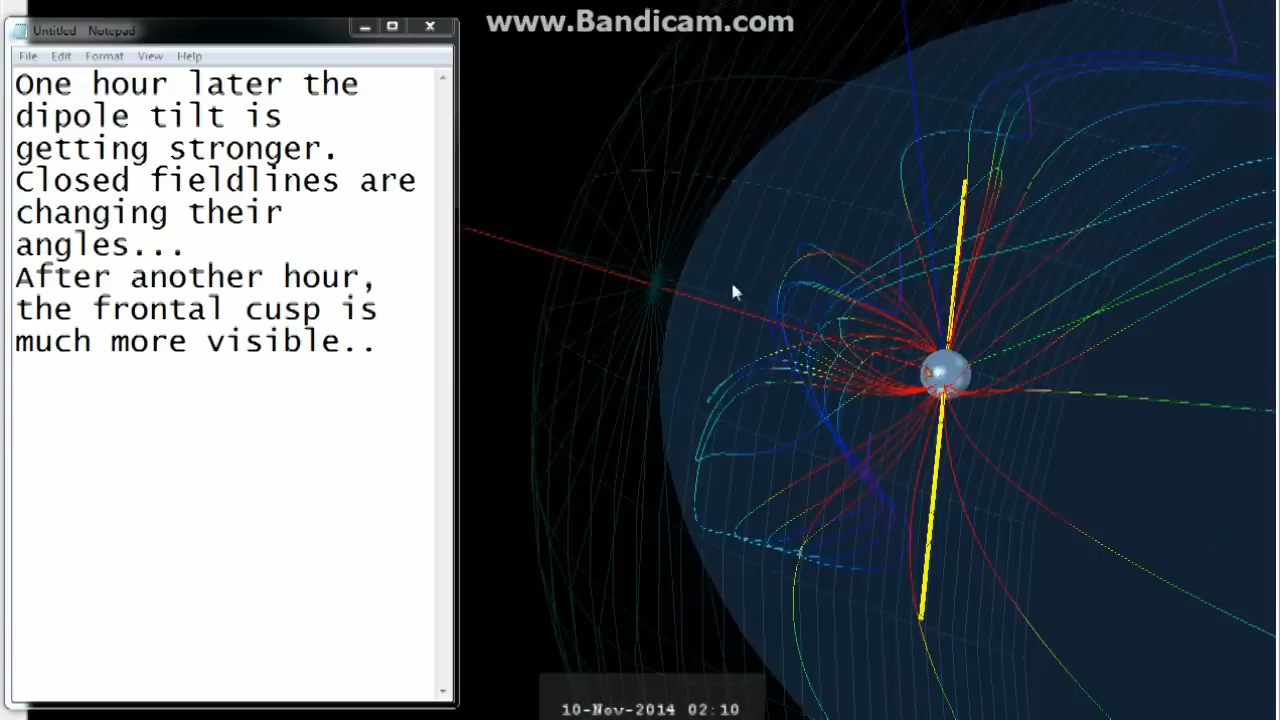 www.Bandicam.com
Untitled Notepad
File Edit Format View Help
One hour later the
dipole tilt is
getting stronger.
Closed fieldlines are
changing their
angles...
After another hour,
the frontal cusp is
much more visible..
10-Nov-2014 02:10